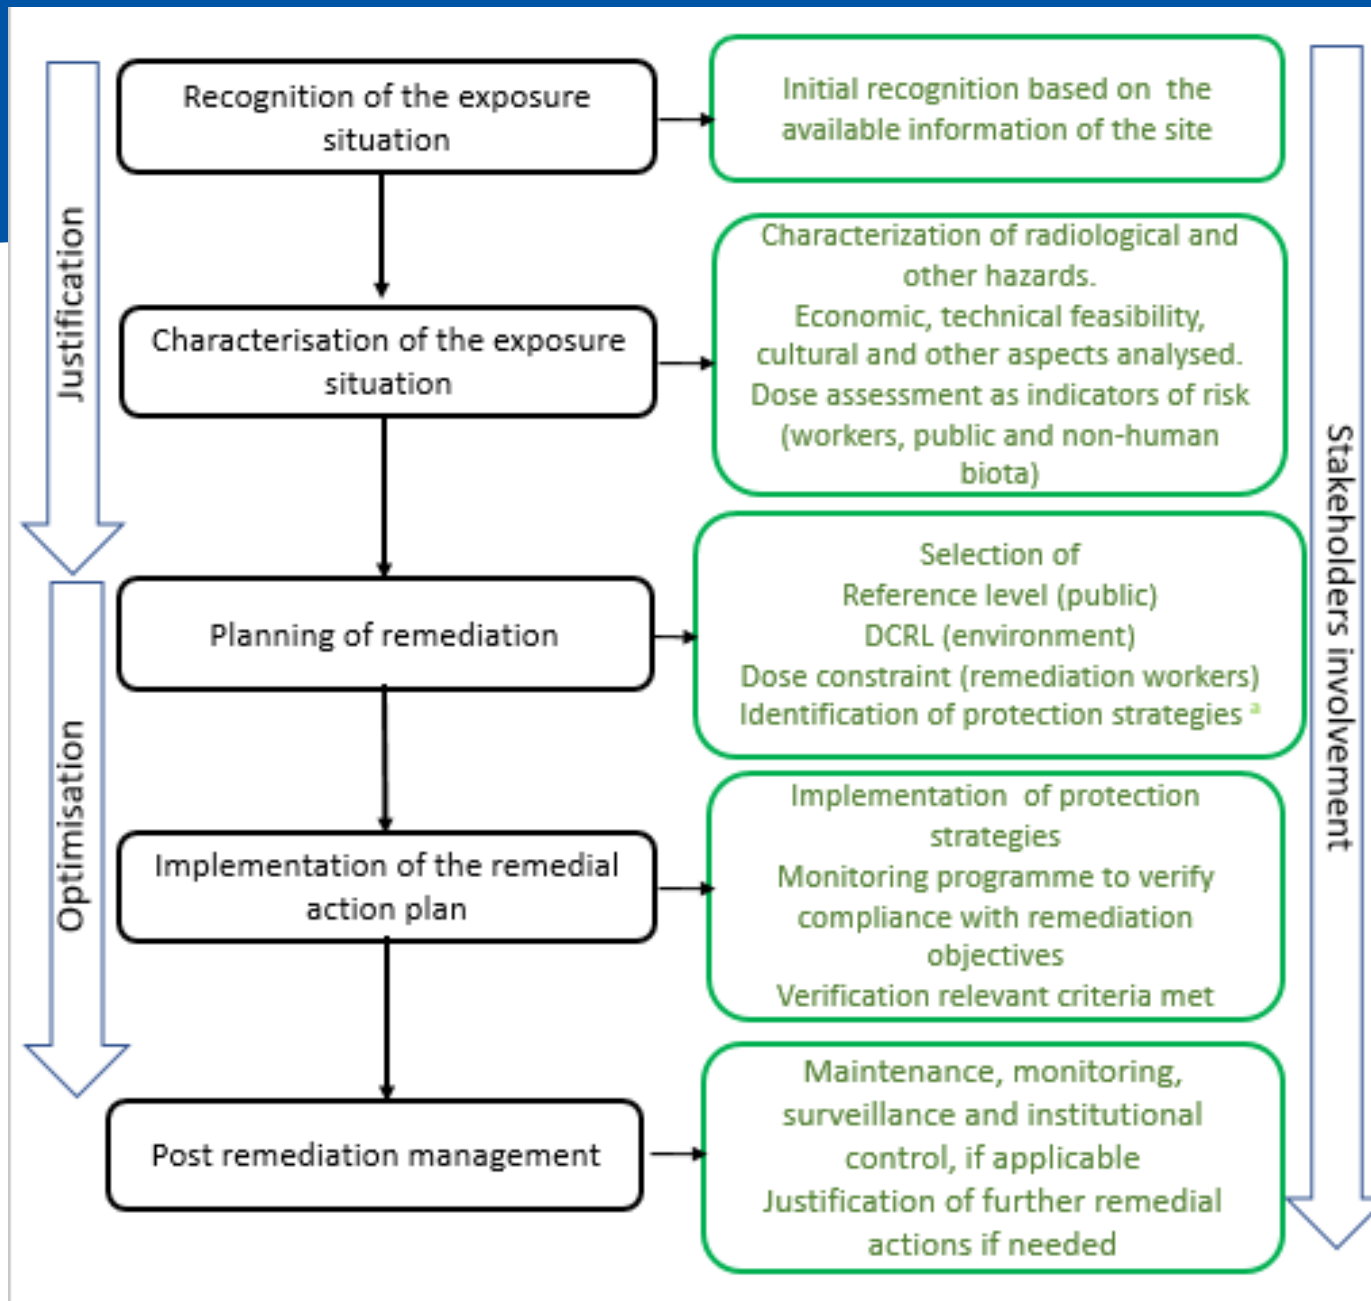 Recognition of the exposure
situation
Initial recognition based on the
available information of the site
Justification
Characterisation of the exposure
situation
Characterization of radiological and
other hazards.
Economic, technical feasibility,
cultural and other aspects analysed.
Dose assessment as indicators of risk
(workers, public and non-human
biota)
Stakeholders involvement
Planning of remediation
Selection of
Reference level (public)
DCRL (environment)
Dose constraint (remediation workers)
Identification of protection strategies a
Optimisation
Implementation of the remedial
action plan
Implementation of protection
strategies
Monitoring programme to verify
compliance with remediation
objectives
Verification relevant criteria met
Post remediation management
Maintenance, monitoring,
surveillance and institutional
control, if applicable
Justification of further remedial
actions if needed